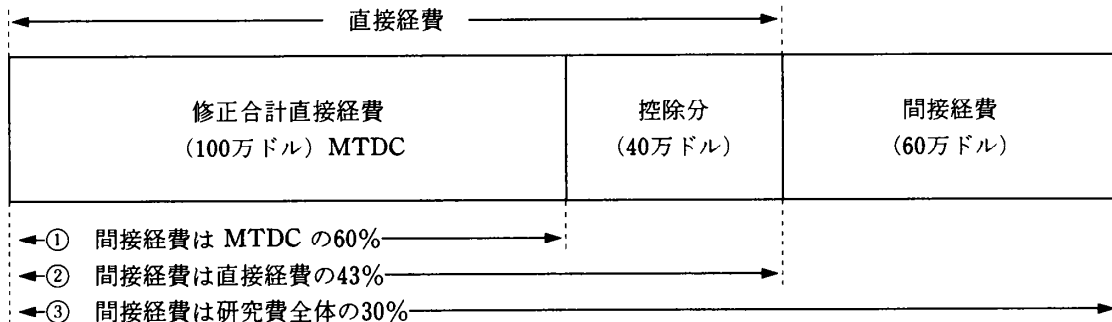 直接経費
修正合計直接経費
(100万ドル) MTDC
控除分
(40万ドル)
間接経費
(60万ドル)
① 間接経費は MTDC の60%
② 間接経費は直接経費の43%
③ 間接経費は研究費全体の30%